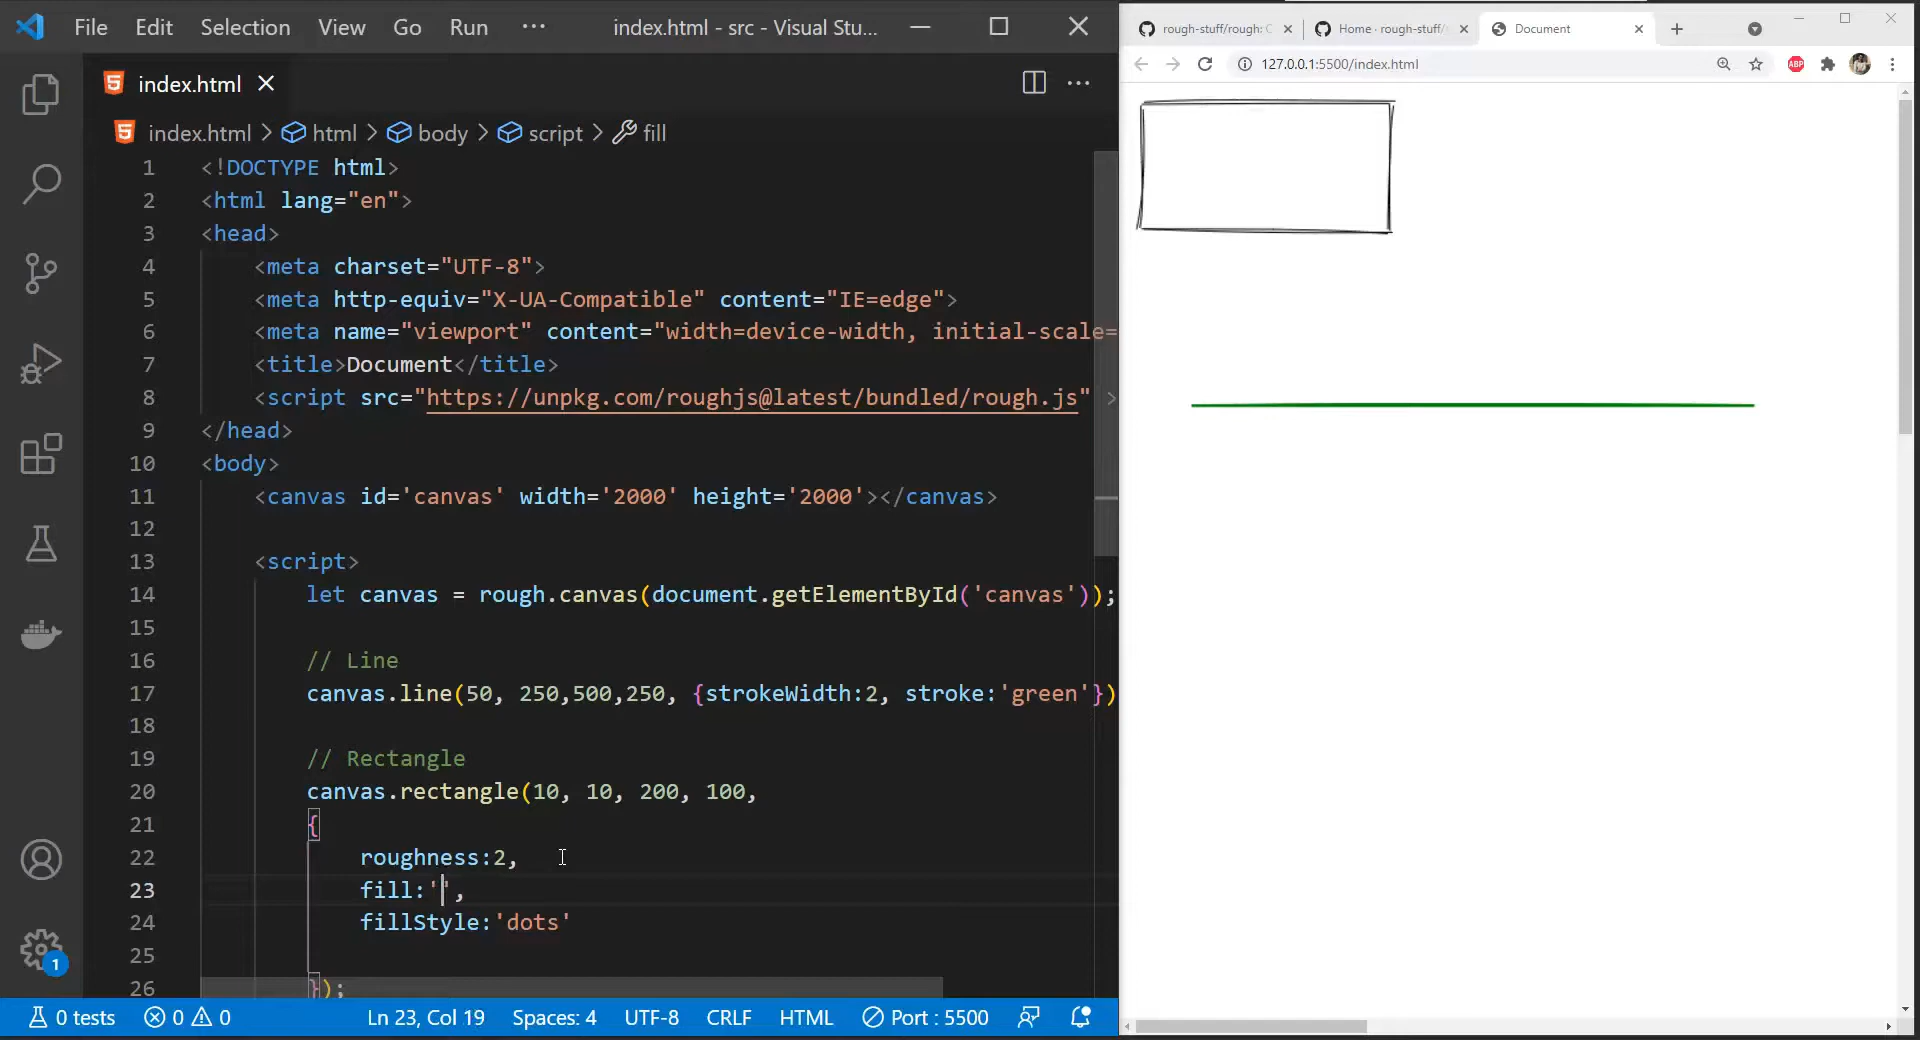 File Edit Selection View Go Run ··· index.html - src - Visual Stu...
index.html
index.html > html > body > script > fill
1 <!DOCTYPE html>
2 <html lang="en">
3 <head>
4 <meta charset="UTF-8">
5 <meta http-equiv="X-UA-Compatible" content="IE=edge">
6 <meta name="viewport" content="width=device-width, initial-scale=
7 <title>Document</title>
8 <script src="https://unpkg.com/roughjs@latest/bundled/rough.js" >
9 </head>
10 <body>
11 <canvas id='canvas' width='2000' height='2000'></canvas>
12
13 <script>
14 let canvas = rough.canvas(document.getElementById('canvas'));
15
16 // Line
17 canvas.line(50, 250,500,250, {strokeWidth:2, stroke:'green'})
18
19 // Rectangle
20 canvas.rectangle(10, 10, 200, 100,
21 {
22 roughness:2,
23 fill:'',
24 fillStyle:'dots'
25
26 });
1
0 tests 0 0 Ln 23, Col 19 Spaces: 4 UTF-8 CRLF HTML Port : 5500
rough-stuff/rough: C Home · rough-stuff/ Document
127.0.0.1:5500/index.html
ABP